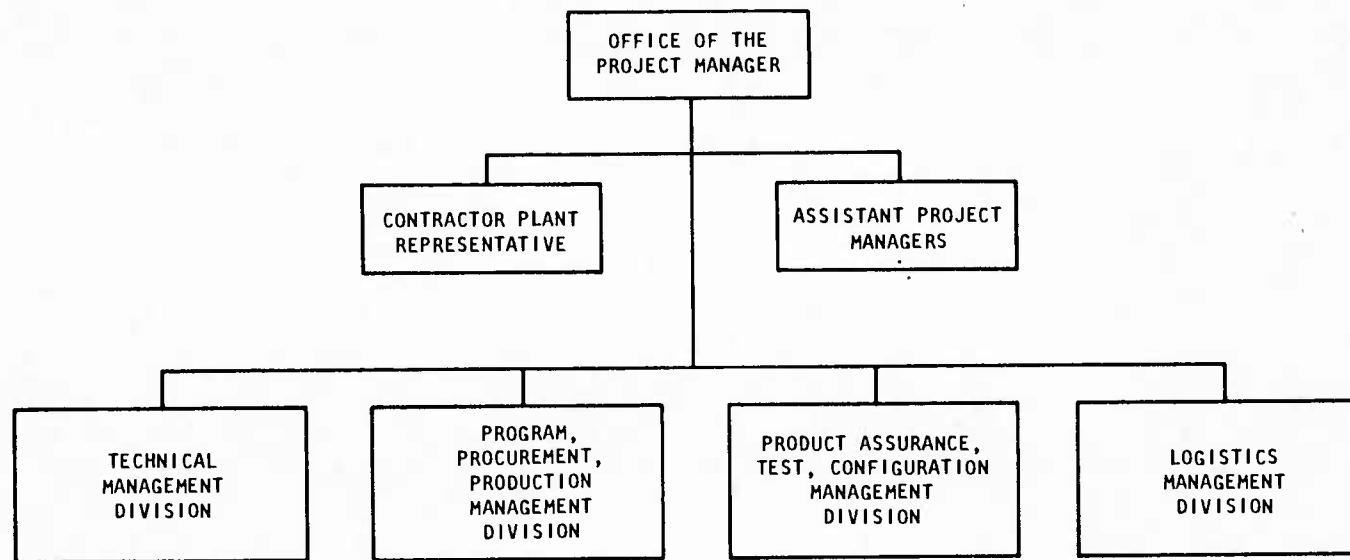 OFFICE OF THE
PROJECT MANAGER
CONTRACTOR PLANT
REPRESENTATIVE
ASSISTANT PROJECT
MANAGERS
TECHNICAL
MANAGEMENT
DIVISION
PROGRAM,
PROCUREMENT,
PRODUCTION
MANAGEMENT
DIVISION
PRODUCT ASSURANCE,
TEST, CONFIGURATION
MANAGEMENT
DIVISION
LOGISTICS
MANAGEMENT
DIVISION